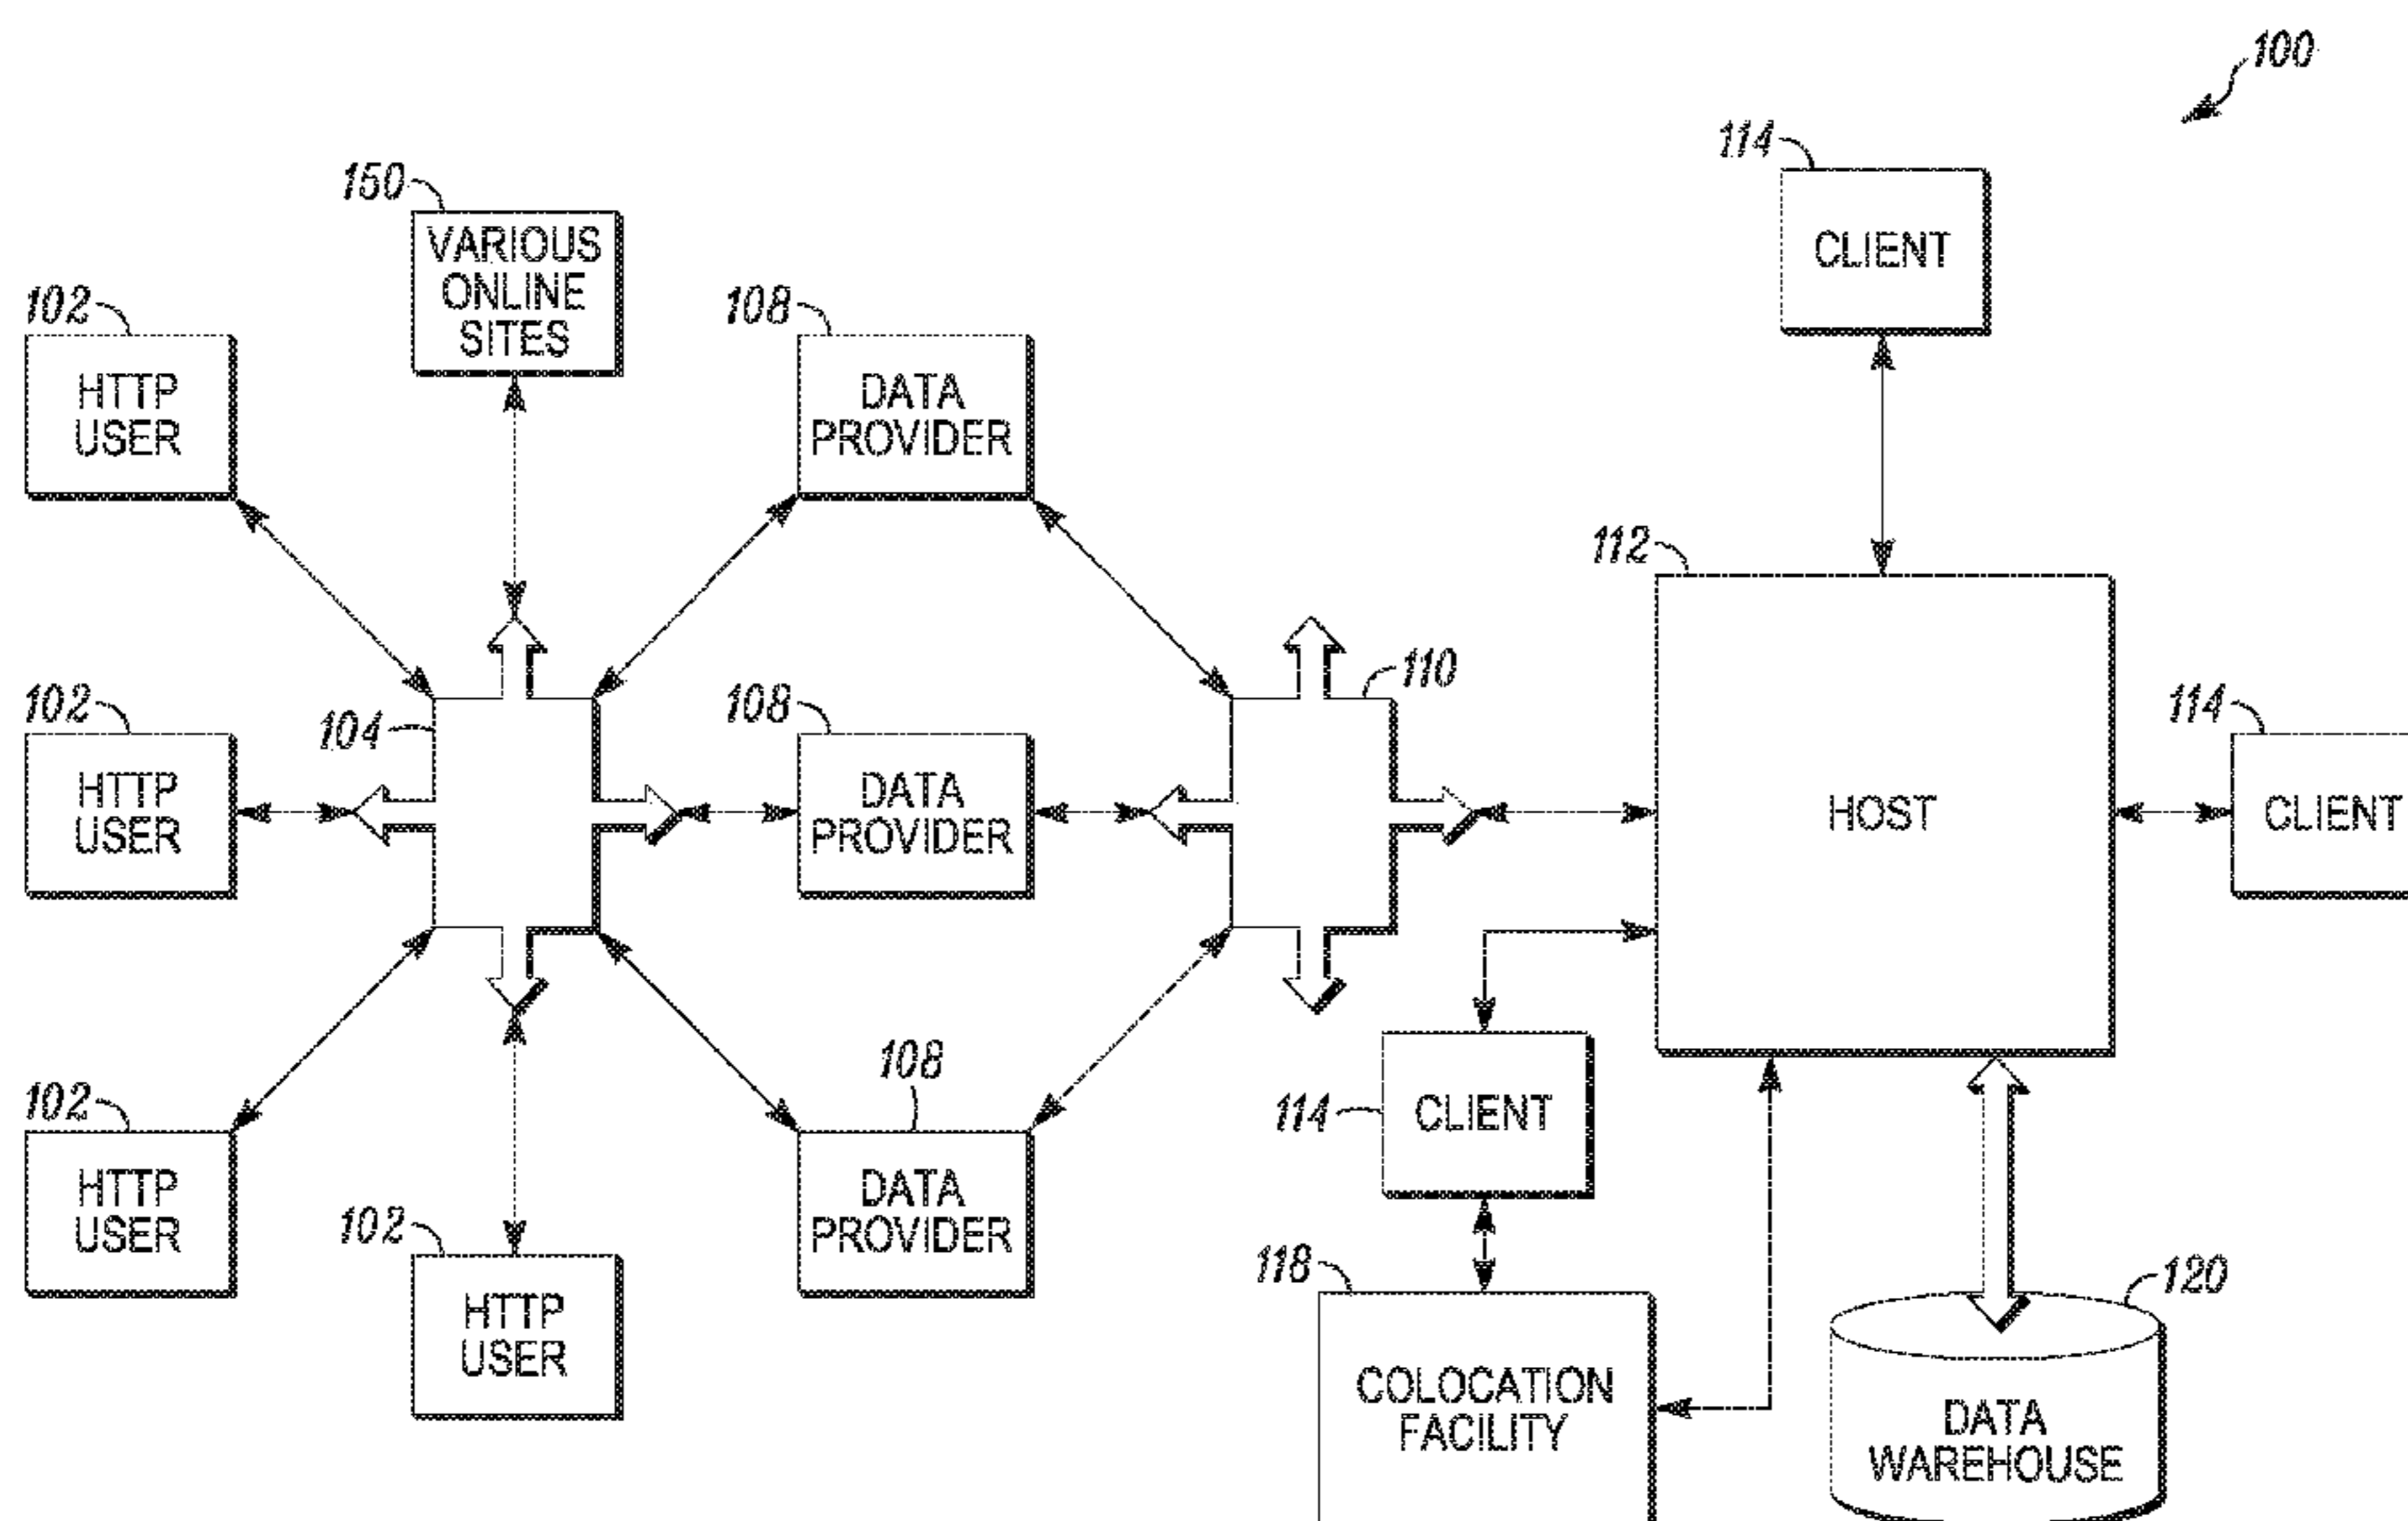 100
114
CLIENT
150
VARIOUS
ONLINE
SITES
102
HTTP
USER
108
DATA
PROVIDER
112
HOST
110
102
HTTP
USER
104
108
DATA
PROVIDER
114
CLIENT
102
HTTP
USER
102
HTTP
USER
108
DATA
PROVIDER
114
CLIENT
118
COLOCATION
FACILITY
120
DATA
WAREHOUSE